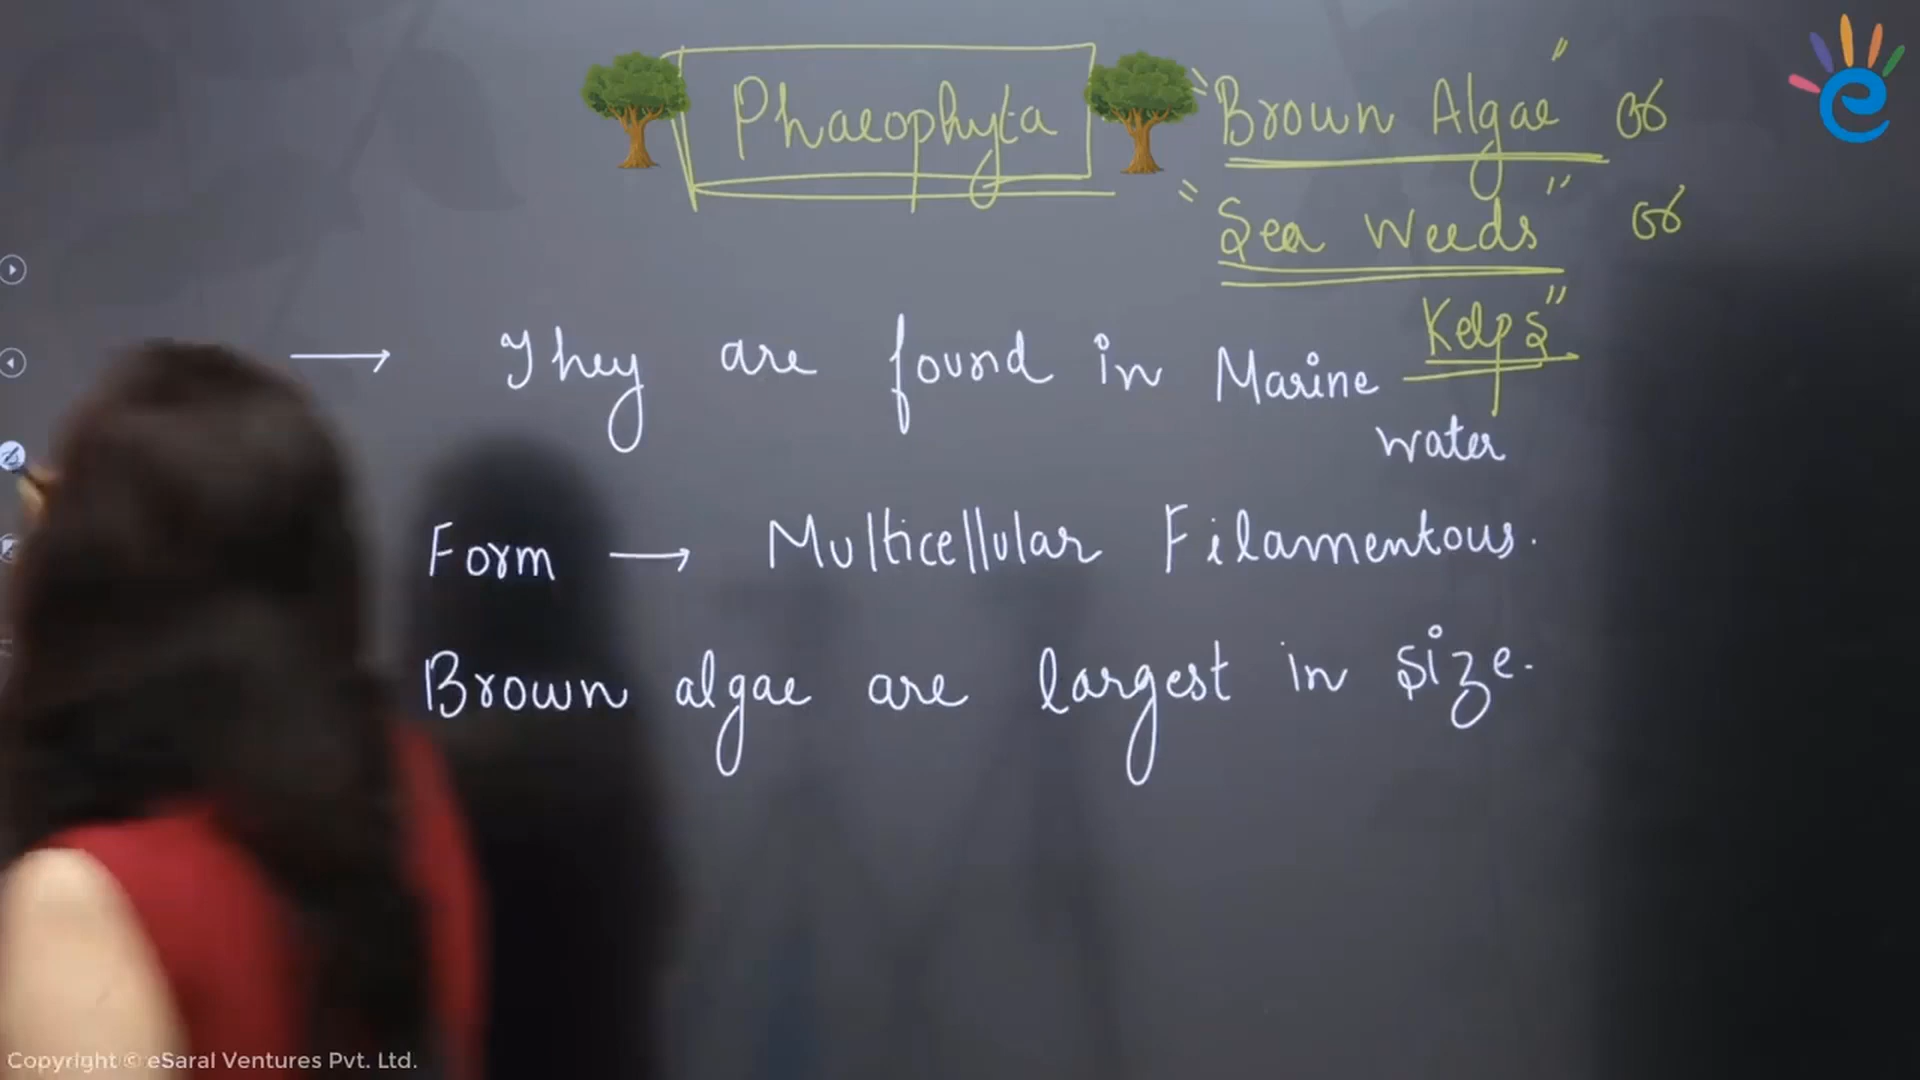 Phaeophyta "Brown Algae" or
"Sea Weeds" or
Kelps"
→ They are found in Marine
water
Form → Multicellular Filamentous.
Brown algae are largest in size.
Copyright © eSaral Ventures Pvt. Ltd.